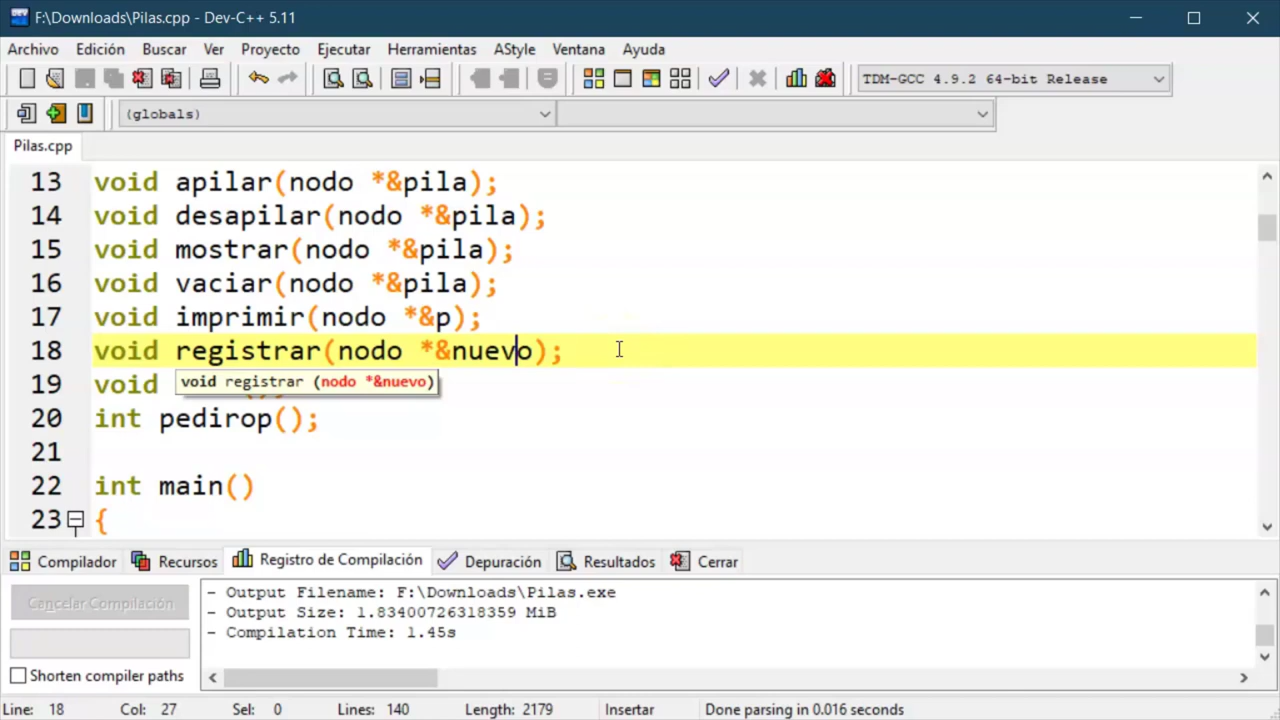 F:\Downloads\Pilas.cpp - Dev-C++ 5.11
Archivo Edición Buscar Ver Proyecto Ejecutar Herramientas AStyle Ventana Ayuda
TDM-GCC 4.9.2 64-bit Release
(globals)
Pilas.cpp
13 void apilar(nodo *&pila);
14 void desapilar(nodo *&pila);
15 void mostrar(nodo *&pila);
16 void vaciar(nodo *&pila);
17 void imprimir(nodo *&p);
18 void registrar(nodo *&nuevo);
void registrar (nodo *&nuevo)
19 void
20 int pedirop();
21
22 int main()
23 {
Compilador Recursos Registro de Compilación Depuración Resultados Cerrar
Cancelar Compilación
- Output Filename: F:\Downloads\Pilas.exe
- Output Size: 1.83400726318359 MiB
- Compilation Time: 1.45s
Shorten compiler paths
Line: 18 Col: 27 Sel: 0 Lines: 140 Length: 2179 Insertar Done parsing in 0.016 seconds